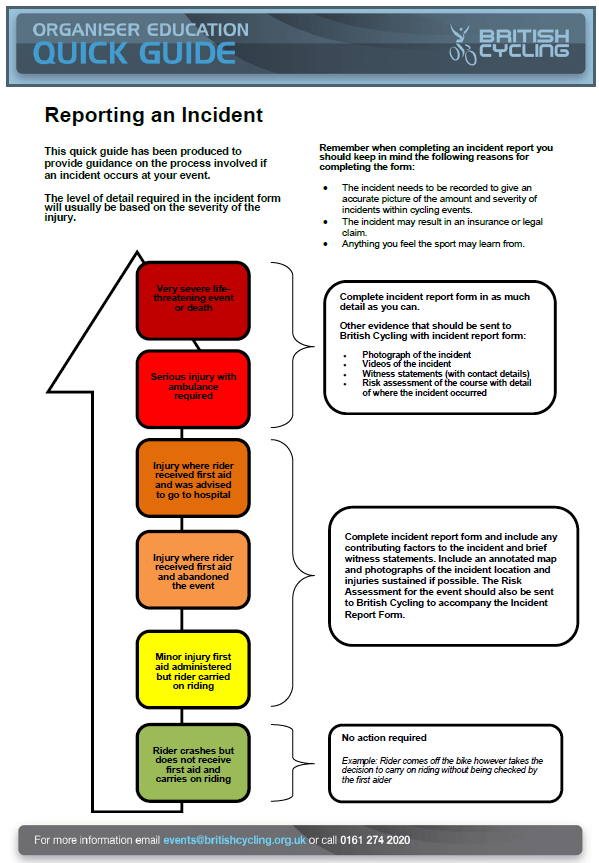 ORGANISER EDUCATION
QUICK GUIDE
BRITISH
CYCLING
Reporting an Incident
This quick guide has been produced to
provide guidance on the process involved if
an incident occurs at your event.
The level of detail required in the incident form
will usually be based on the severity of the
injury.
Remember when completing an incident report you
should keep in mind the following reasons for
completing the form:
• The incident needs to be recorded to give an
accurate picture of the amount and severity of
incidents within cycling events.
• The incident may result in an insurance or legal
claim.
• Anything you feel the sport may learn from.
Very severe life-
threatening event
or death
Serious injury with
ambulance
required
Complete incident report form in as much
detail as you can.
Other evidence that should be sent to
British Cycling with incident report form:
• Photograph of the incident
• Videos of the incident
• Witness statements (with contact details)
• Risk assessment of the course with detail
of where the incident occurred
Injury where rider
received first aid
and was advised
to go to hospital
Injury where rider
received first aid
and abandoned
the event
Minor injury first
aid administered
but rider carried
on riding
Complete incident report form and include any
contributing factors to the incident and brief
witness statements. Include an annotated map
and photographs of the incident location and
injuries sustained if possible. The Risk
Assessment for the event should also be sent
to British Cycling to accompany the Incident
Report Form.
Rider crashes but
does not receive
first aid and
carries on riding
No action required
Example: Rider comes off the bike however takes the
decision to carry on riding without being checked by
the first aider
For more information email events@britishcycling.org.uk or call 0161 274 2020